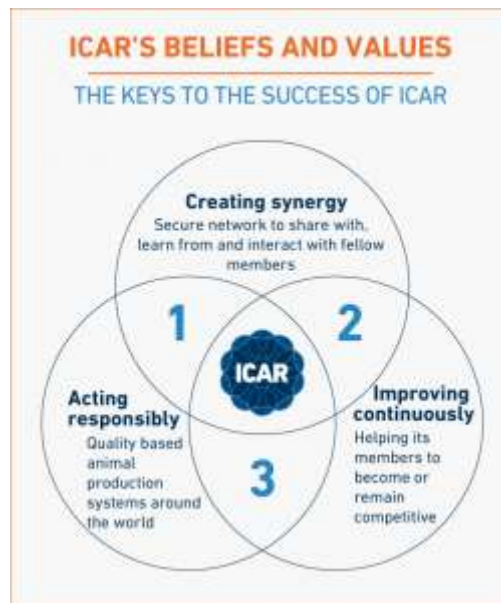 ICAR'S BELIEFS AND VALUES
THE KEYS TO THE SUCCESS OF ICAR
Creating synergy
Secure network to share with,
learn from and interact with fellow
members
1
2
ICAR
Acting
responsibly
Quality based
animal
production
systems around
the world
Improving
continuously
Helping its
members to
become or
remain
competitive
3